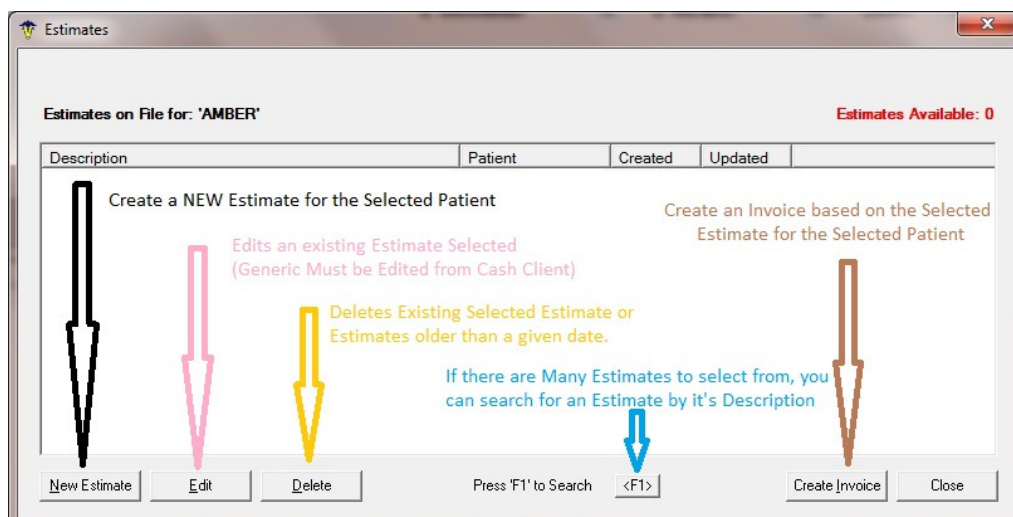 Estimates
Estimates on File for: 'AMBER'
Estimates Available: 0
Description Patient Created Updated
Create a NEW Estimate for the Selected Patient
Create an Invoice based on the Selected
Estimate for the Selected Patient
Edits an existing Estimate Selected
(Generic Must be Edited from Cash Client)
Deletes Existing Selected Estimate or
Estimates older than a given date.
If there are Many Estimates to select from, you
can search for an Estimate by it's Description
New Estimate Edit Delete Press 'F1' to Search <F1> Create Invoice Close